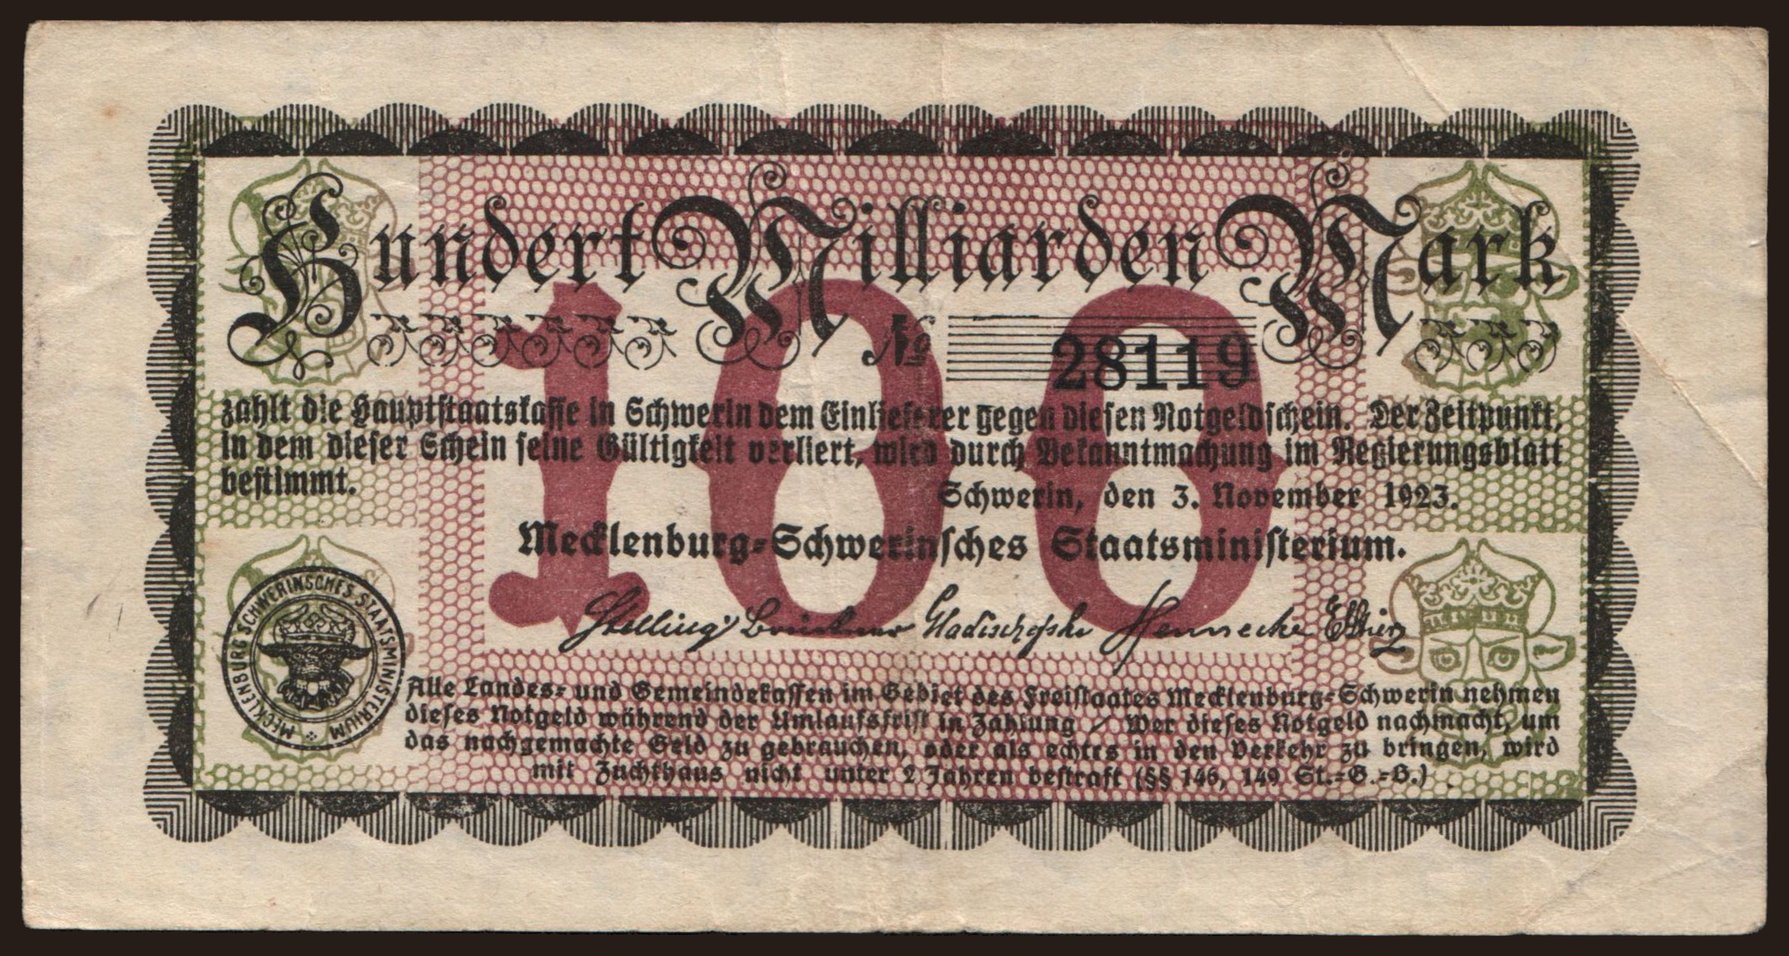 Hundert Milliarden Mark
100
№ 28119
zahlt die Hauptstaatskasse in Schwerin dem Einlieferer gegen diesen Notgeldschein. Der Zeitpunkt,
in dem dieser Schein seine Gültigkeit verliert, wird durch Bekanntmachung im Regierungsblatt
bestimmt.
Schwerin, den 3. November 1923.
Mecklenburg-Schwerinsches Staatsministerium.
Stelling Hennecke
MECKLENBURG SCHWERINSCHES STAATSMINISTERIUM
Alle Landes- und Gemeindekassen im Gebiet des Freistaates Mecklenburg-Schwerin nehmen
dieses Notgeld während der Umlaufsfrist in Zahlung / Wer dieses Notgeld nachmacht, um
das nachgemachte Geld zu gebrauchen, oder als echtes in den Verkehr zu bringen, wird
mit Zuchthaus nicht unter 2 Jahren bestraft (§§ 146, 149 St.-G.-B.)